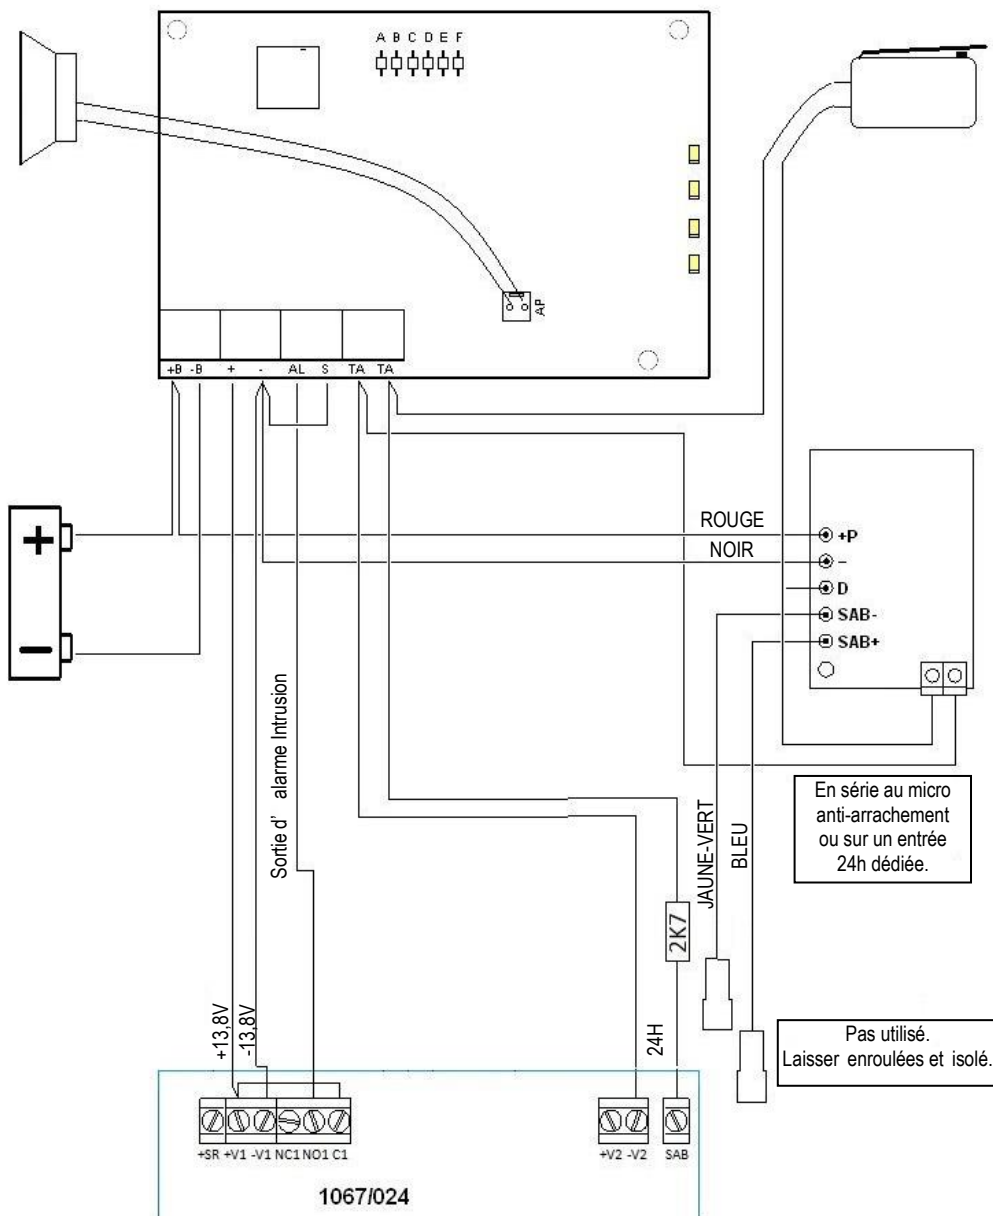 A B C D E F
AP
+B -B + - AL S TA TA
+
−
ROUGE
NOIR
+P
−
D
SAB-
SAB+
Sortie d' alarme Intrusion
En série au micro
anti-arrachement
ou sur un entrée
24h dédiée.
JAUNE-VERT
BLEU
2K7
+13,8V
-13,8V
24H
Pas utilisé.
Laisser enroulées et isolé.
+SR +V1 -V1 NC1 NO1 C1
+V2 -V2
SAB
1067/024